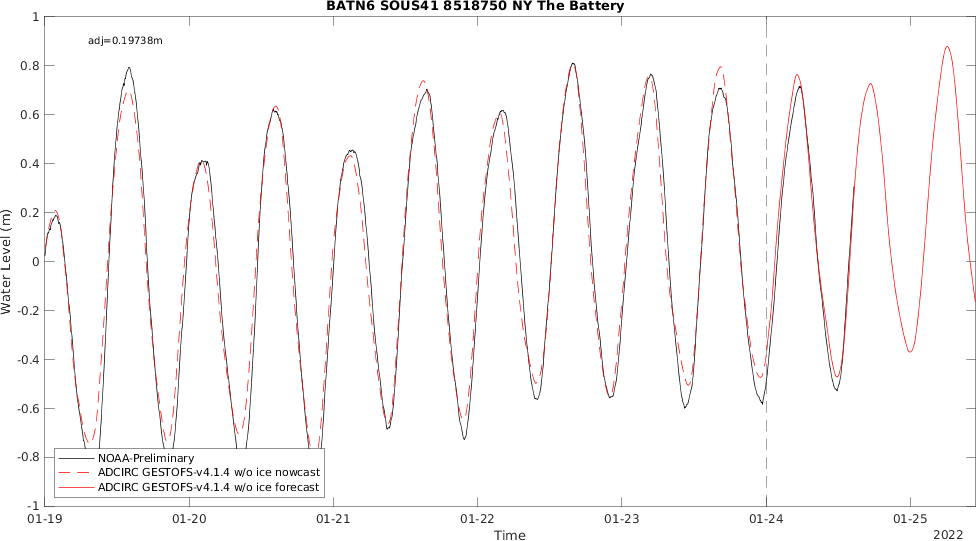 BATN6 SOUS41 8518750 NY The Battery
adj=0.19738m
1
0.8
0.6
0.4
0.2
0
-0.2
-0.4
-0.6
-0.8
-1
Water Level (m)
NOAA-Preliminary
ADCIRC GESTOFS-v4.1.4 w/o ice nowcast
ADCIRC GESTOFS-v4.1.4 w/o ice forecast
01-19 01-20 01-21 01-22 01-23 01-24 01-25
Time
2022